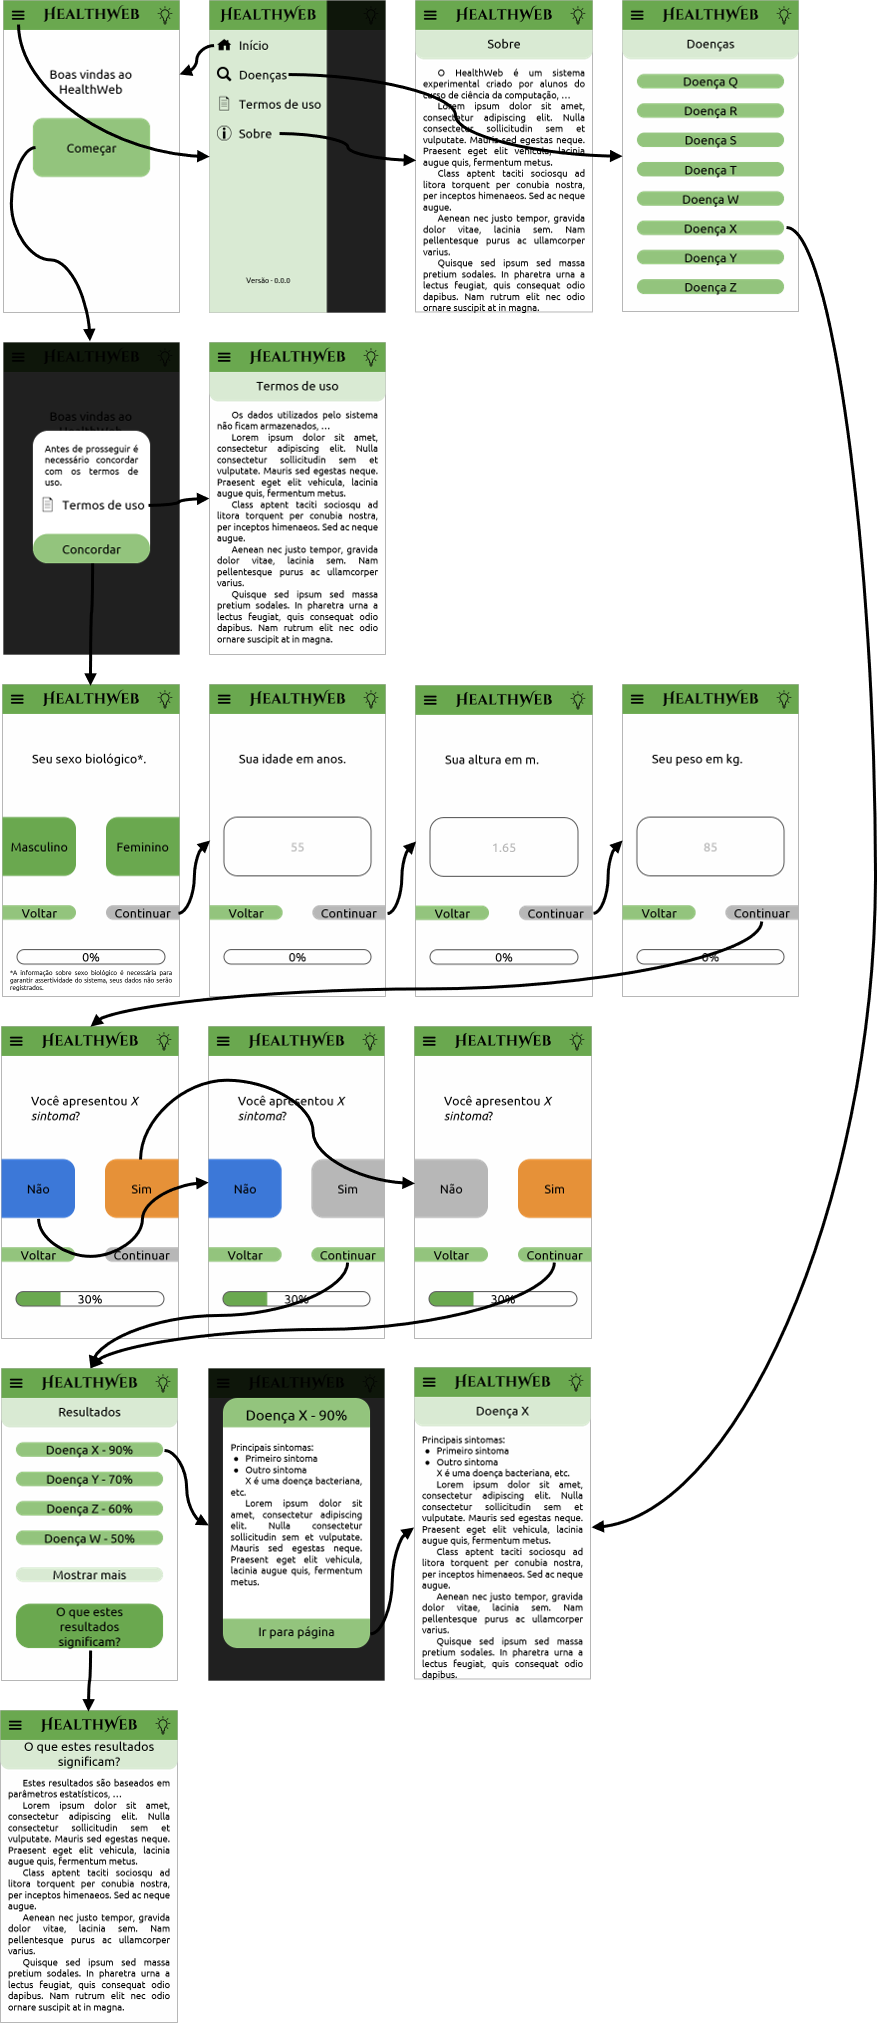 HEALTHWEB
Boas vindas ao
HealthWeb
Começar
HEALTHWEB
Início
Doenças
Termos de uso
Sobre
Versão - 0.0.0
HEALTHWEB
Sobre
O HealthWeb é um sistema
experimental criado por alunos do
curso de ciência da computação, ...
Lorem ipsum dolor sit amet,
consectetur adipiscing elit. Nulla
consectetur sollicitudin sem et
vulputate. Mauris sed egestas neque.
Praesent eget elit vehicula, lacinia
augue quis, fermentum metus.
Class aptent taciti sociosqu ad
litora torquent per conubia nostra,
per inceptos himenaeos. Sed ac neque
augue.
Aenean nec justo tempor, gravida
dolor vitae, lacinia sem. Nam
pellentesque purus ac ullamcorper
varius.
Quisque sed ipsum sed massa
pretium sodales. In pharetra urna a
lectus feugiat, quis consequat odio
dapibus. Nam rutrum elit nec odio
ornare suscipit at in magna.
HEALTHWEB
Doenças
Doença Q
Doença R
Doença S
Doença T
Doença W
Doença X
Doença Y
Doença Z
HEALTHWEB
Boas vindas ao
HealthWeb
Antes de prosseguir é
necessário concordar
com os termos de
uso.
Termos de uso
Concordar
HEALTHWEB
Termos de uso
Os dados utilizados pelo sistema
não ficam armazenados, ...
Lorem ipsum dolor sit amet,
consectetur adipiscing elit. Nulla
consectetur sollicitudin sem et
vulputate. Mauris sed egestas neque.
Praesent eget elit vehicula, lacinia
augue quis, fermentum metus.
Class aptent taciti sociosqu ad
litora torquent per conubia nostra,
per inceptos himenaeos. Sed ac neque
augue.
Aenean nec justo tempor, gravida
dolor vitae, lacinia sem. Nam
pellentesque purus ac ullamcorper
varius.
Quisque sed ipsum sed massa
pretium sodales. In pharetra urna a
lectus feugiat, quis consequat odio
dapibus. Nam rutrum elit nec odio
ornare suscipit at in magna.
HEALTHWEB
Seu sexo biológico*.
Masculino
Feminino
Voltar
Continuar
0%
*A informação sobre sexo biológico é necessária para
garantir assertividade do sistema, seus dados não serão
registrados.
HEALTHWEB
Sua idade em anos.
55
Voltar
Continuar
0%
HEALTHWEB
Sua altura em m.
1.65
Voltar
Continuar
0%
HEALTHWEB
Seu peso em kg.
85
Voltar
Continuar
0%
HEALTHWEB
Você apresentou X
sintoma?
Não
Sim
Voltar
Continuar
30%
HEALTHWEB
Você apresentou X
sintoma?
Não
Sim
Voltar
Continuar
30%
HEALTHWEB
Você apresentou X
sintoma?
Não
Sim
Voltar
Continuar
30%
HEALTHWEB
Resultados
Doença X - 90%
Doença Y - 70%
Doença Z - 60%
Doença W - 50%
Mostrar mais
O que estes
resultados
significam?
HEALTHWEB
Doença X - 90%
Principais sintomas:
● Primeiro sintoma
● Outro sintoma
X é uma doença bacteriana,
etc.
Lorem ipsum dolor sit
amet, consectetur adipiscing
elit. Nulla consectetur
sollicitudin sem et vulputate.
Mauris sed egestas neque.
Praesent eget elit vehicula,
lacinia augue quis, fermentum
metus.
Ir para página
HEALTHWEB
Doença X
Principais sintomas:
● Primeiro sintoma
● Outro sintoma
X é uma doença bacteriana, etc.
Lorem ipsum dolor sit amet,
consectetur adipiscing elit. Nulla
consectetur sollicitudin sem et
vulputate. Mauris sed egestas neque.
Praesent eget elit vehicula, lacinia
augue quis, fermentum metus.
Class aptent taciti sociosqu ad
litora torquent per conubia nostra,
per inceptos himenaeos. Sed ac neque
augue.
Aenean nec justo tempor, gravida
dolor vitae, lacinia sem. Nam
pellentesque purus ac ullamcorper
varius.
Quisque sed ipsum sed massa
pretium sodales. In pharetra urna a
lectus feugiat, quis consequat odio
dapibus.
HEALTHWEB
O que estes resultados
significam?
Estes resultados são baseados em
parâmetros estatísticos, ...
Lorem ipsum dolor sit amet,
consectetur adipiscing elit. Nulla
consectetur sollicitudin sem et
vulputate. Mauris sed egestas neque.
Praesent eget elit vehicula, lacinia
augue quis, fermentum metus.
Class aptent taciti sociosqu ad
litora torquent per conubia nostra,
per inceptos himenaeos. Sed ac neque
augue.
Aenean nec justo tempor, gravida
dolor vitae, lacinia sem. Nam
pellentesque purus ac ullamcorper
varius.
Quisque sed ipsum sed massa
pretium sodales. In pharetra urna a
lectus feugiat, quis consequat odio
dapibus. Nam rutrum elit nec odio
ornare suscipit at in magna.